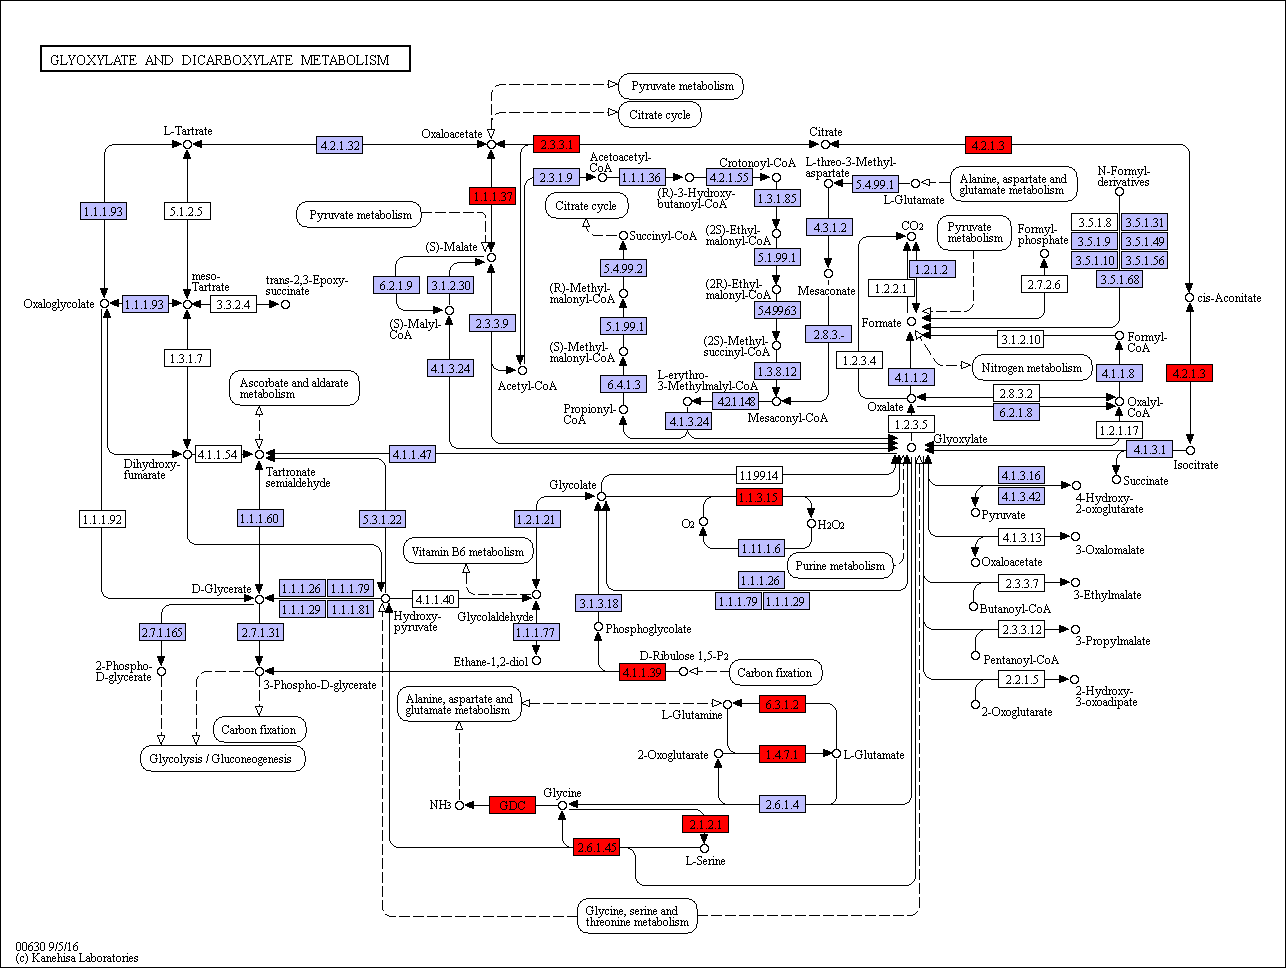 GLYOXYLATE AND DICARBOXYLATE METABOLISM
Pyruvate metabolism
Citrate cycle
L-Tartrate
Oxaloacetate
Citrate
4.2.1.32
2.3.3.1
4.2.1.3
Acetoacetyl-
CoA
Crotonoyl-CoA
L-threo-3-Methyl-
aspartate
2.3.1.9
1.1.1.36
4.2.1.55
5.4.99.1
Alanine, aspartate and
glutamate metabolism
N-Formyl-
derivatives
1.1.1.37
(R)-3-Hydroxy-
butanoyl-CoA
1.3.1.85
L-Glutamate
1.1.1.93
5.1.2.5
Pyruvate metabolism
Citrate cycle
4.3.1.2
CO2
Pyruvate
metabolism
Formyl-
phosphate
3.5.1.8
3.5.1.31
3.5.1.9
3.5.1.49
3.5.1.10
3.5.1.56
3.5.1.68
(S)-Malate
Succinyl-CoA
(2S)-Ethyl-
malonyl-CoA
5.4.99.2
5.1.99.1
1.2.1.2
1.2.2.1
2.7.2.6
meso-
Tartrate
trans-2,3-Epoxy-
succinate
6.2.1.9
3.1.2.30
(R)-Methyl-
malonyl-CoA
(2R)-Ethyl-
malonyl-CoA
Mesaconate
cis-Aconitate
Oxaloglycolate
1.1.1.93
3.3.2.4
(S)-Malyl-
CoA
2.3.3.9
5.1.99.1
5.4.99.63
2.8.3.-
Formate
3.1.2.10
Formyl-
CoA
1.3.1.7
4.1.3.24
(S)-Methyl-
malonyl-CoA
(2S)-Methyl-
succinyl-CoA
1.2.3.4
Nitrogen metabolism
Ascorbate and aldarate
metabolism
Acetyl-CoA
6.4.1.3
L-erythro-
3-Methylmalyl-CoA
1.3.8.12
4.1.1.2
4.1.1.8
4.2.1.3
2.8.3.2
Propionyl-
CoA
4.2.1.148
4.1.3.24
Mesaconyl-CoA
Oxalate
6.2.1.8
Oxalyl-
CoA
1.2.3.5
1.2.1.17
Glyoxylate
Dihydroxy-
fumarate
4.1.1.54
Tartronate
semialdehyde
4.1.1.47
4.1.3.1
Isocitrate
Succinate
Glycolate
1.1.99.14
1.1.3.15
4.1.3.16
4.1.3.42
4-Hydroxy-
2-oxoglutarate
Pyruvate
1.1.1.92
1.1.1.60
5.3.1.22
1.2.1.21
O2
H2O2
4.1.3.13
3-Oxalomalate
Oxaloacetate
Vitamin B6 metabolism
1.11.1.6
Purine metabolism
D-Glycerate
1.1.1.26
1.1.1.79
1.1.1.29
1.1.1.81
Hydroxy-
pyruvate
4.1.1.40
Glycolaldehyde
3.1.3.18
1.1.1.26
1.1.1.79
1.1.1.29
2.3.3.7
3-Ethylmalate
Butanoyl-CoA
2.7.1.165
2.7.1.31
1.1.1.77
Phosphoglycolate
2.3.3.12
3-Propylmalate
Pentanoyl-CoA
2-Phospho-
D-glycerate
3-Phospho-D-glycerate
Ethane-1,2-diol
4.1.1.39
D-Ribulose 1,5-P2
Carbon fixation
2.2.1.5
2-Hydroxy-
3-oxoadipate
2-Oxoglutarate
Carbon fixation
Alanine, aspartate and
glutamate metabolism
L-Glutamine
6.3.1.2
Glycolysis / Gluconeogenesis
2-Oxoglutarate
1.4.7.1
L-Glutamate
NH3
GDC
Glycine
2.6.1.4
2.1.2.1
2.6.1.45
L-Serine
Glycine, serine and
threonine metabolism
00630 9/5/16
(c) Kanehisa Laboratories